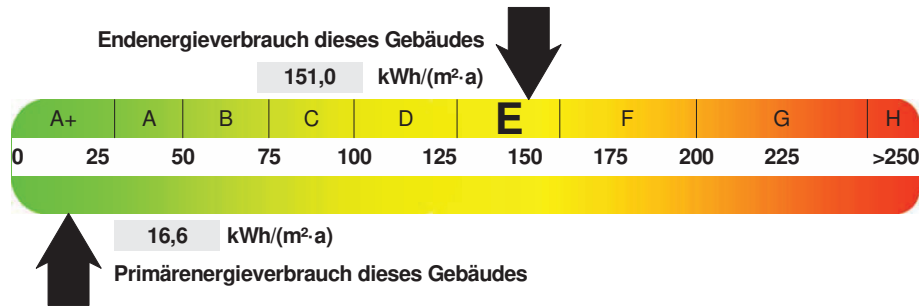 Endenergieverbrauch dieses Gebäudes
151,0 kWh/(m²·a)
A+ A B C D E F G H
0 25 50 75 100 125 150 175 200 225 >250
16,6 kWh/(m²·a)
Primärenergieverbrauch dieses Gebäudes